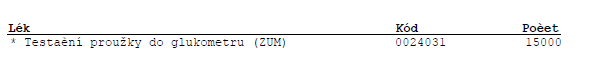 Lék Kód Poèet
* Testaèní proužky do glukometru (ZUM) 0024031 15000